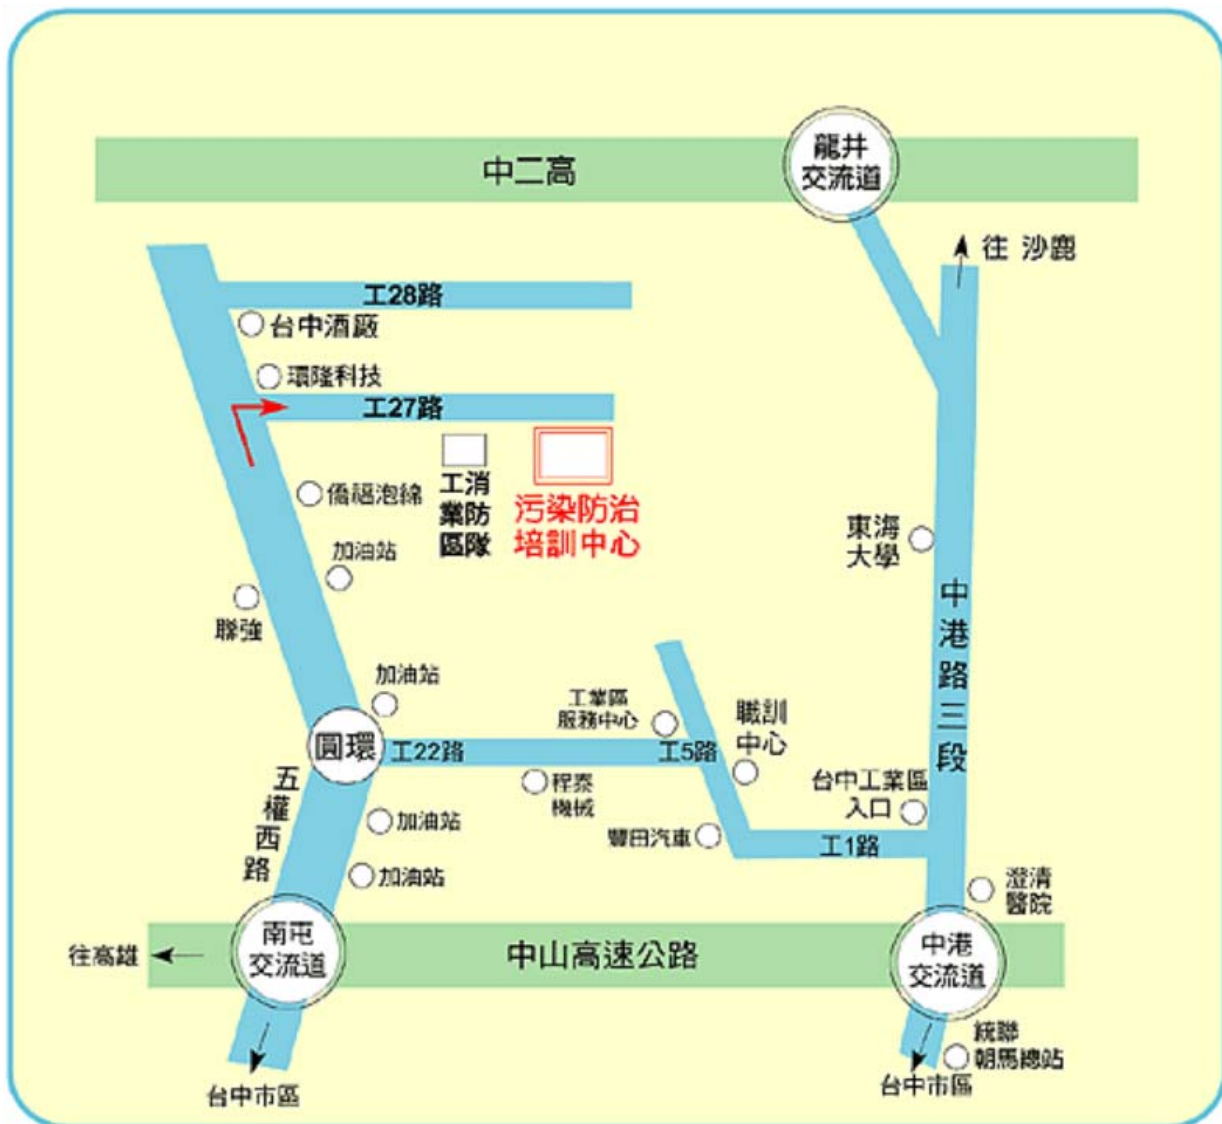 龍井
交流道
中二高
往 沙鹿
工28路
台中酒廠
環隆科技
工27路
僑福泡綿
工消
業防
區隊
污染防治
培訓中心
加油站
東海
大學
聯強
中港路三段
加油站
工業區
服務中心
職訓
中心
圓環
工22路
工5路
程泰
機械
台中工業區
入口
五權西路
加油站
豐田汽車
工1路
加油站
澄清
醫院
南屯
交流道
中山高速公路
中港
交流道
往高雄
統聯
朝馬總站
台中市區
台中市區